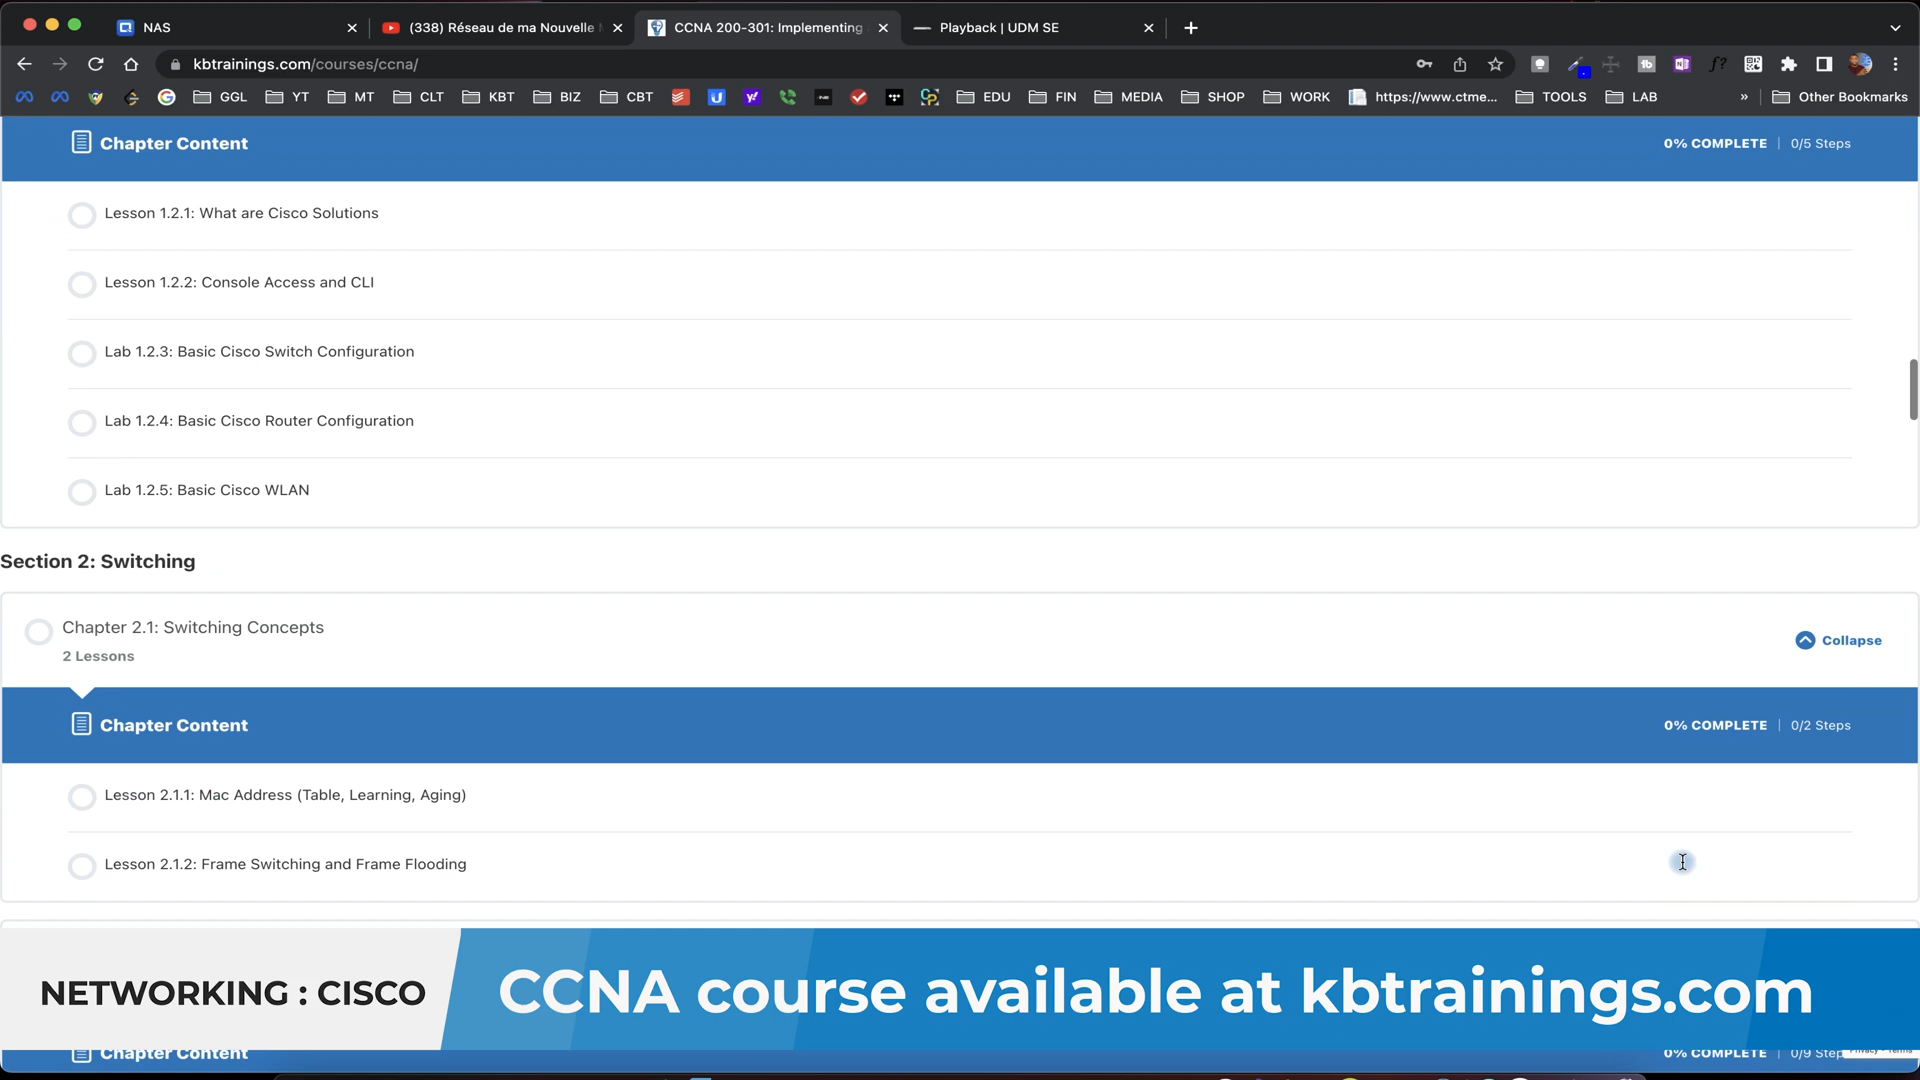 NAS
(338) Réseau de ma Nouvelle
CCNA 200-301: Implementing
Playback | UDM SE
kbtrainings.com/courses/ccna/
GGL
YT
MT
CLT
KBT
BIZ
CBT
EDU
FIN
MEDIA
SHOP
WORK
https://www.ctme...
TOOLS
LAB
»
Other Bookmarks
Chapter Content
0% COMPLETE | 0/5 Steps
Lesson 1.2.1: What are Cisco Solutions
Lesson 1.2.2: Console Access and CLI
Lab 1.2.3: Basic Cisco Switch Configuration
Lab 1.2.4: Basic Cisco Router Configuration
Lab 1.2.5: Basic Cisco WLAN
Section 2: Switching
Chapter 2.1: Switching Concepts
2 Lessons
Collapse
Chapter Content
0% COMPLETE | 0/2 Steps
Lesson 2.1.1: Mac Address (Table, Learning, Aging)
Lesson 2.1.2: Frame Switching and Frame Flooding
NETWORKING : CISCO
CCNA course available at kbtrainings.com
Chapter Content
0% COMPLETE | 0/9